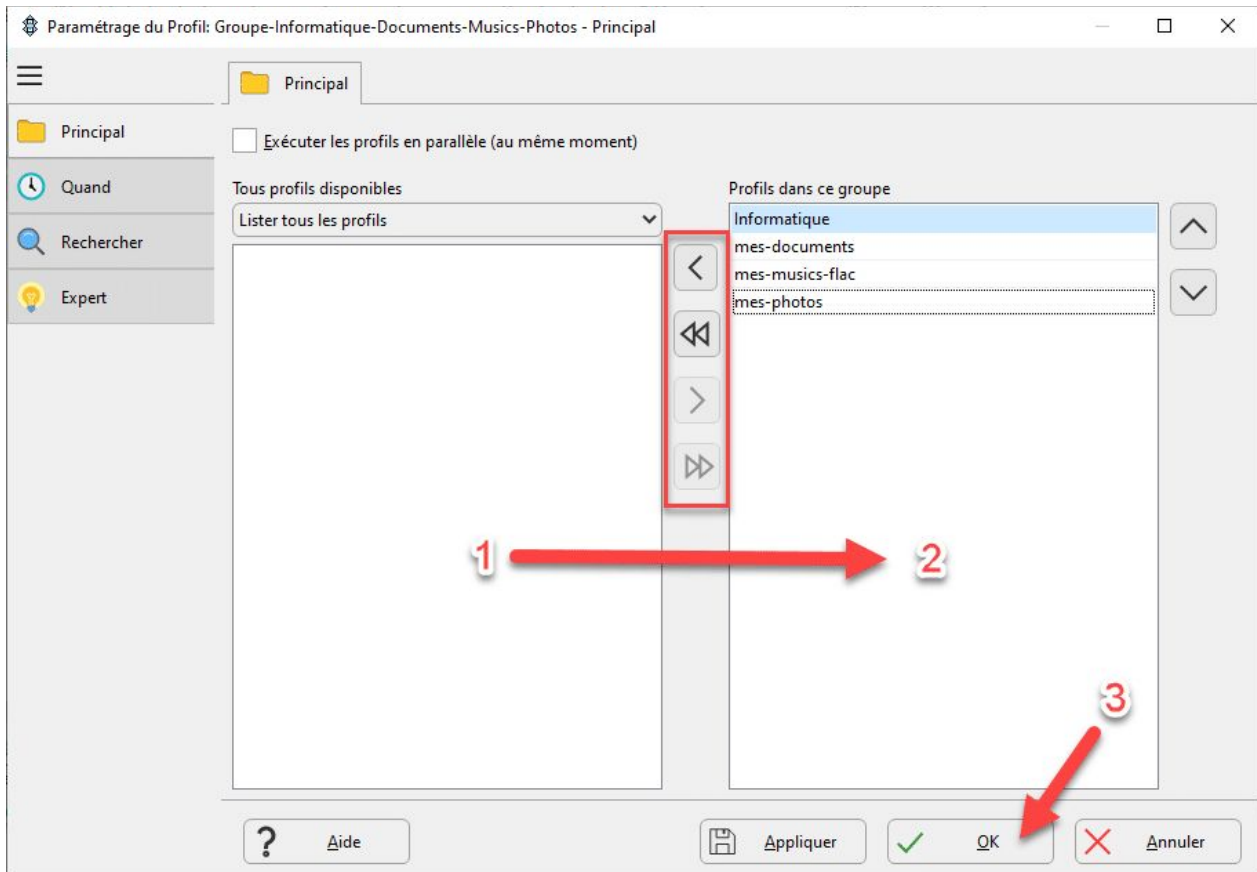 Paramétrage du Profil: Groupe-Informatique-Documents-Musics-Photos - Principal
Principal
Quand
Rechercher
Expert
Principal
Exécuter les profils en parallèle (au même moment)
Tous profils disponibles
Lister tous les profils
Profils dans ce groupe
Informatique
mes-documents
mes-musics-flac
mes-photos
1
2
3
? Aide
Appliquer
OK
Annuler